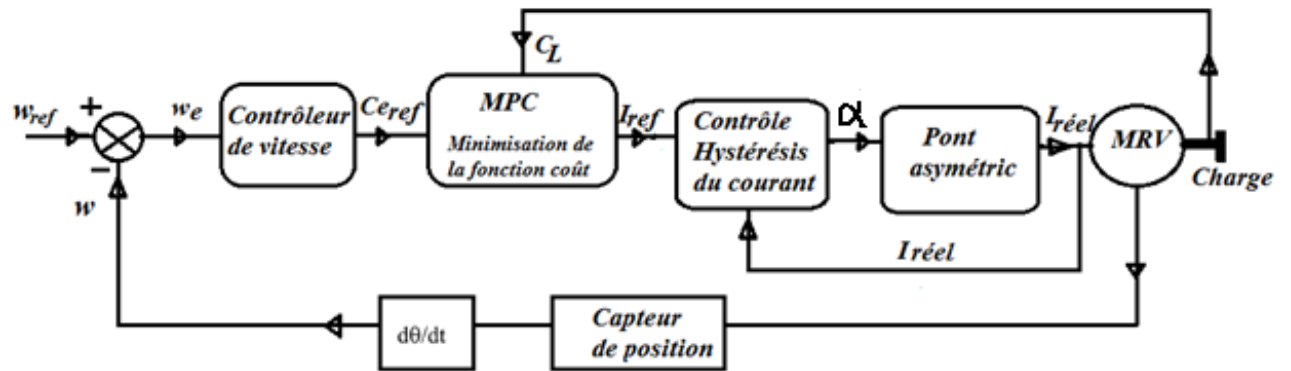 C_L
w_ref
+
−
w_e
Contrôleur
de vitesse
Ce_ref
MPC
Minimisation de
la fonction coût
I_ref
Contrôle
Hystérésis
du courant
α
Pont
asymétric
I_réel
MRV
Charge
I réel
w
dθ/dt
Capteur
de position